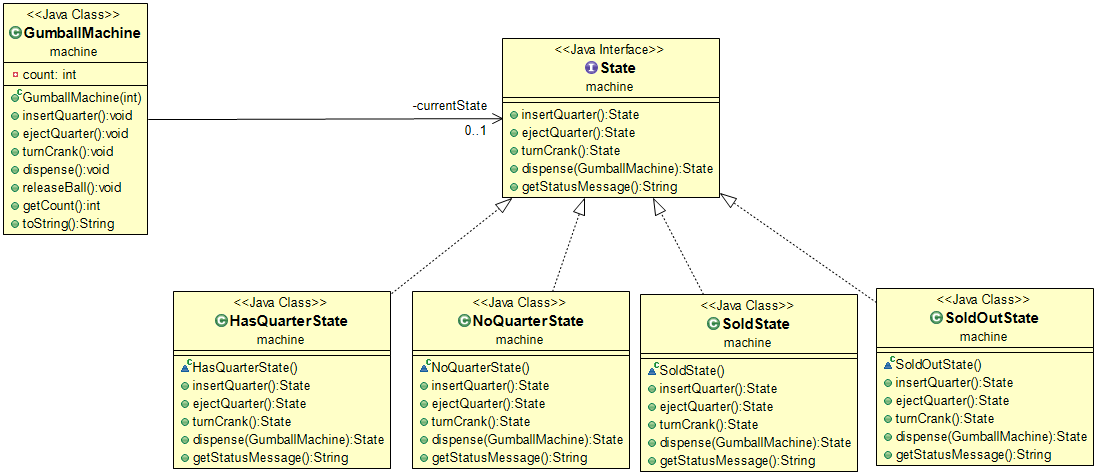 <<Java Class>>
GumballMachine
machine
count: int
GumballMachine(int)
insertQuarter():void
ejectQuarter():void
turnCrank():void
dispense():void
releaseBall():void
getCount():int
toString():String
-currentState
0..1
<<Java Interface>>
State
machine
insertQuarter():State
ejectQuarter():State
turnCrank():State
dispense(GumballMachine):State
getStatusMessage():String
<<Java Class>>
HasQuarterState
machine
HasQuarterState()
insertQuarter():State
ejectQuarter():State
turnCrank():State
dispense(GumballMachine):State
getStatusMessage():String
<<Java Class>>
NoQuarterState
machine
NoQuarterState()
insertQuarter():State
ejectQuarter():State
turnCrank():State
dispense(GumballMachine):State
getStatusMessage():String
<<Java Class>>
SoldState
machine
SoldState()
insertQuarter():State
ejectQuarter():State
turnCrank():State
dispense(GumballMachine):State
getStatusMessage():String
<<Java Class>>
SoldOutState
machine
SoldOutState()
insertQuarter():State
ejectQuarter():State
turnCrank():State
dispense(GumballMachine):State
getStatusMessage():String